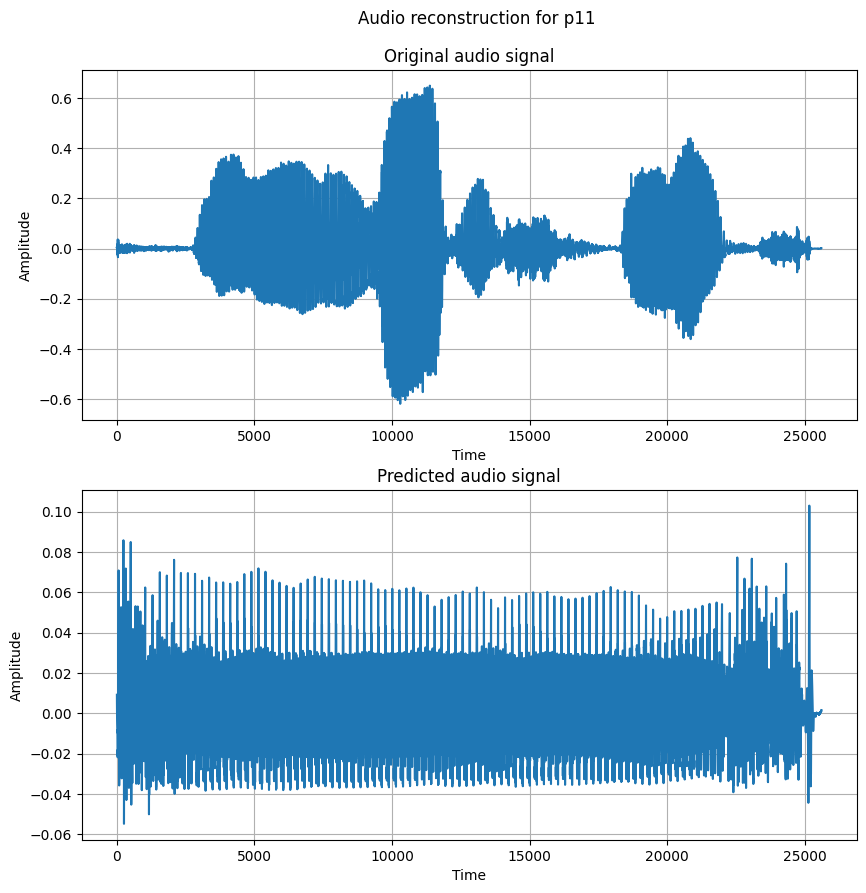 Audio reconstruction for p11
Original audio signal
0.6
0.4
0.2
0.0
−0.2
−0.4
−0.6
Amplitude
0 5000 10000 15000 20000 25000
Time
Predicted audio signal
0.10
0.08
0.06
0.04
0.02
0.00
−0.02
−0.04
−0.06
Amplitude
0 5000 10000 15000 20000 25000
Time